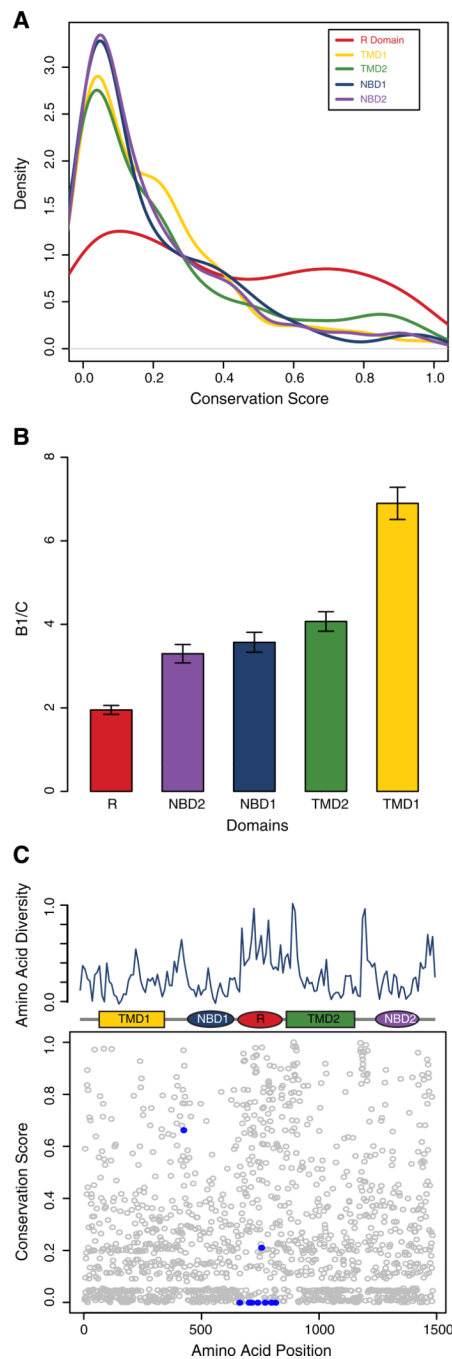 A
R Domain
TMD1
TMD2
NBD1
NBD2
Density
0.0 0.5 1.0 1.5 2.0 2.5 3.0
0.0 0.2 0.4 0.6 0.8 1.0
Conservation Score
B
B1/C
0 2 4 6 8
R NBD2 NBD1 TMD2 TMD1
Domains
C
Amino Acid Diversity
0.0 1.0
TMD1 NBD1 R TMD2 NBD2
Conservation Score
0.0 0.2 0.4 0.6 0.8 1.0
0 500 1000 1500
Amino Acid Position